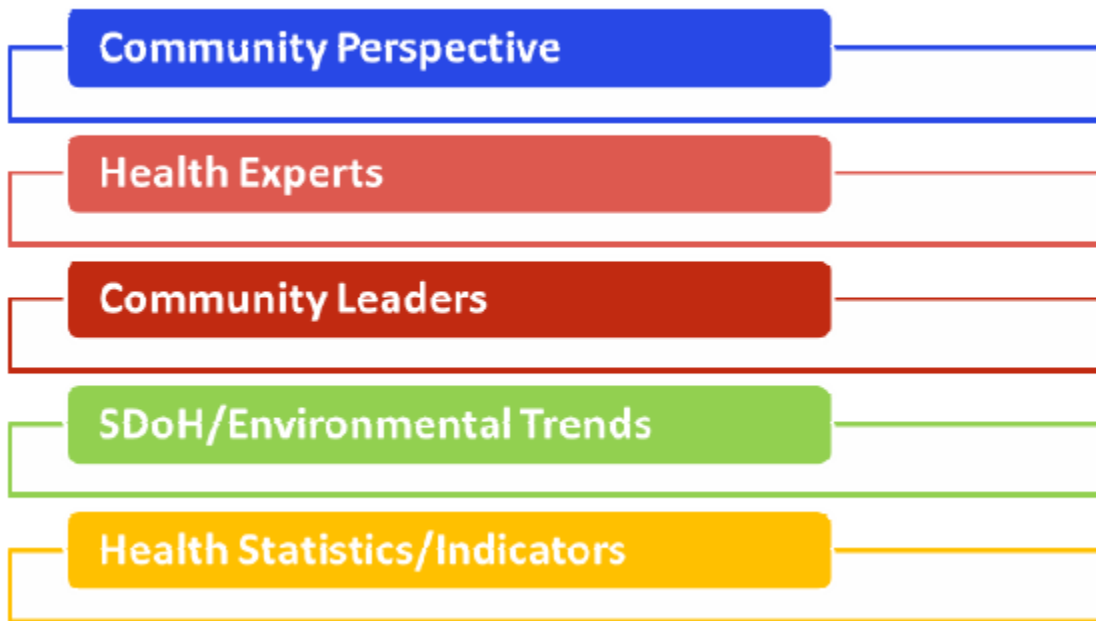 Community Perspective
Health Experts
Community Leaders
SDoH/Environmental Trends
Health Statistics/Indicators